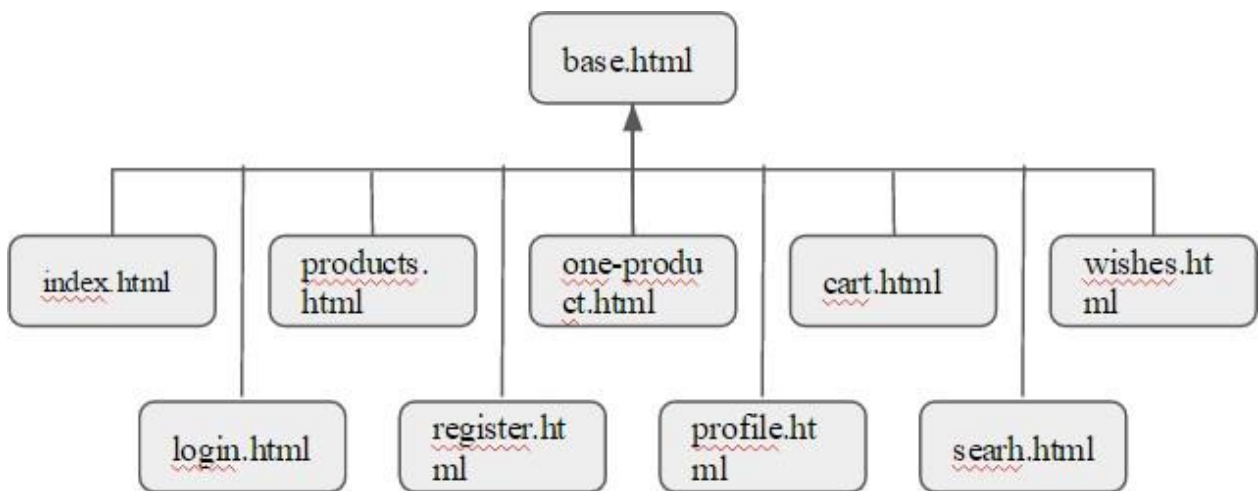 base.html
index.html
products.
html
one-produ
ct.html
cart.html
wishes.ht
ml
login.html
register.ht
ml
profile.ht
ml
searh.html